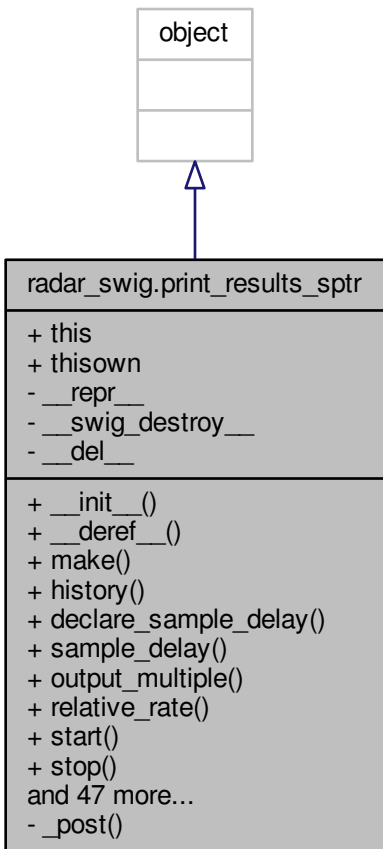 object
radar_swig.print_results_sptr
+ this
+ thisown
- __repr__
- __swig_destroy__
- __del__
+ __init__()
+ __deref__()
+ make()
+ history()
+ declare_sample_delay()
+ sample_delay()
+ output_multiple()
+ relative_rate()
+ start()
+ stop()
and 47 more...
- _post()